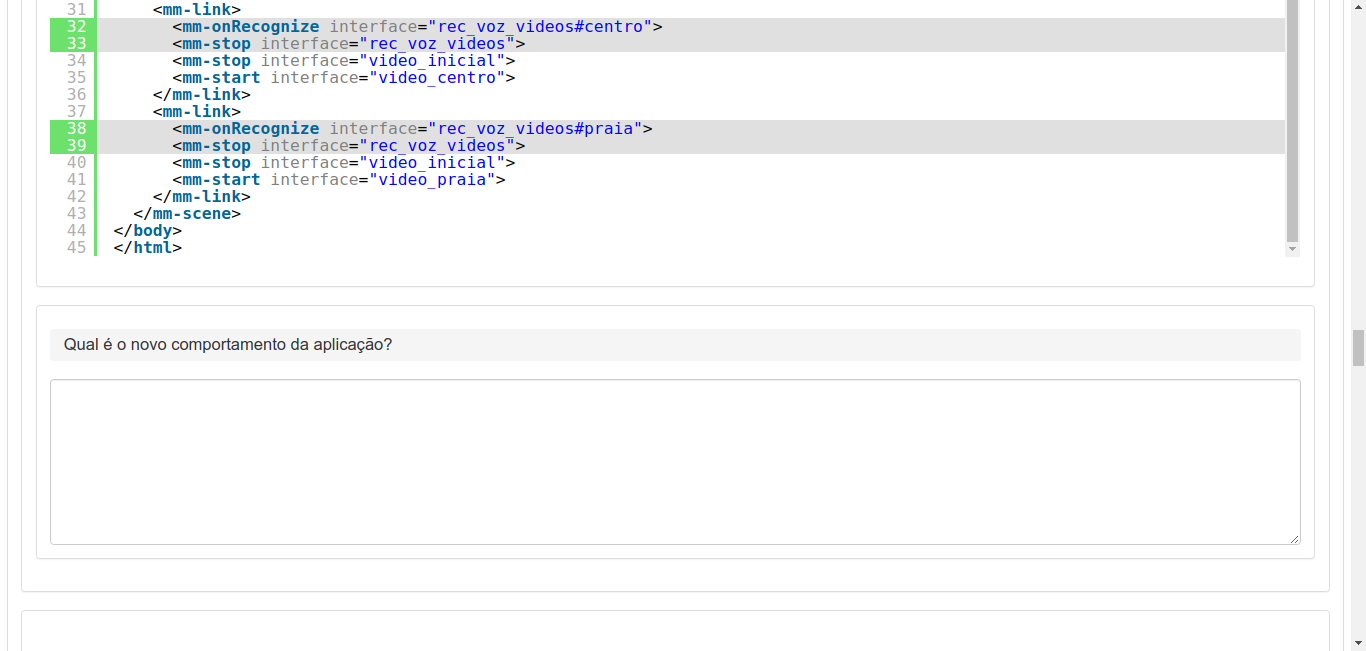 31 <mm-link>
32 <mm-onRecognize interface="rec_voz_videos#centro">
33 <mm-stop interface="rec_voz_videos">
34 <mm-stop interface="video_inicial">
35 <mm-start interface="video_centro">
36 </mm-link>
37 <mm-link>
38 <mm-onRecognize interface="rec_voz_videos#praia">
39 <mm-stop interface="rec_voz_videos">
40 <mm-stop interface="video_inicial">
41 <mm-start interface="video_praia">
42 </mm-link>
43 </mm-scene>
44 </body>
45 </html>
Qual é o novo comportamento da aplicação?